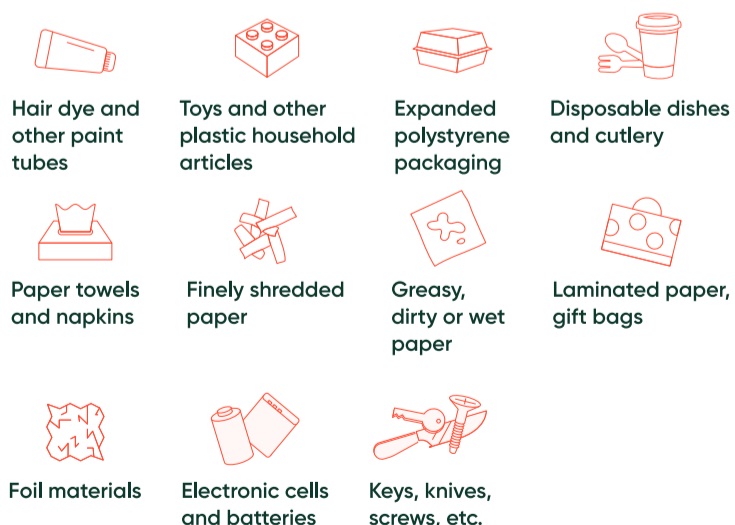 Hair dye and
other paint
tubes
Toys and other
plastic household
articles
Expanded
polystyrene
packaging
Disposable dishes
and cutlery
Paper towels
and napkins
Finely shredded
paper
Greasy,
dirty or wet
paper
Laminated paper,
gift bags
Foil materials
Electronic cells
and batteries
Keys, knives,
screws, etc.